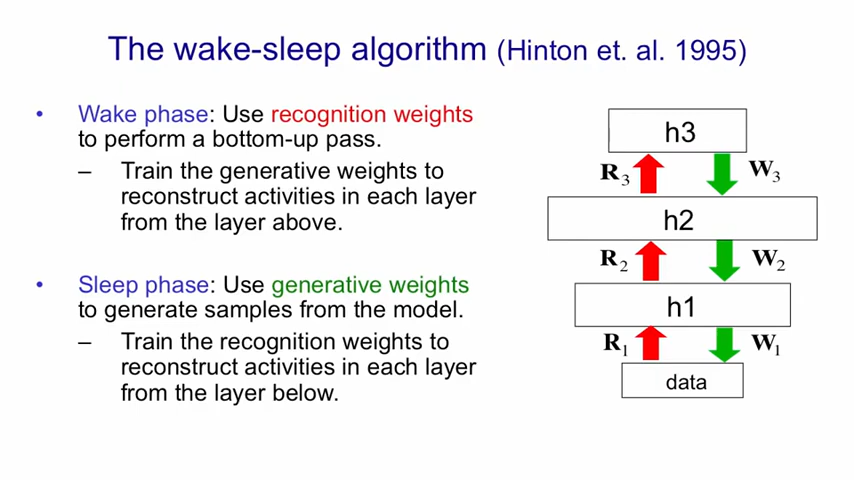 The wake-sleep algorithm (Hinton et. al. 1995)
• Wake phase: Use recognition weights
to perform a bottom-up pass.
– Train the generative weights to
reconstruct activities in each layer
from the layer above.
• Sleep phase: Use generative weights
to generate samples from the model.
– Train the recognition weights to
reconstruct activities in each layer
from the layer below.
h3
R3 W3
h2
R2 W2
h1
R1 W1
data